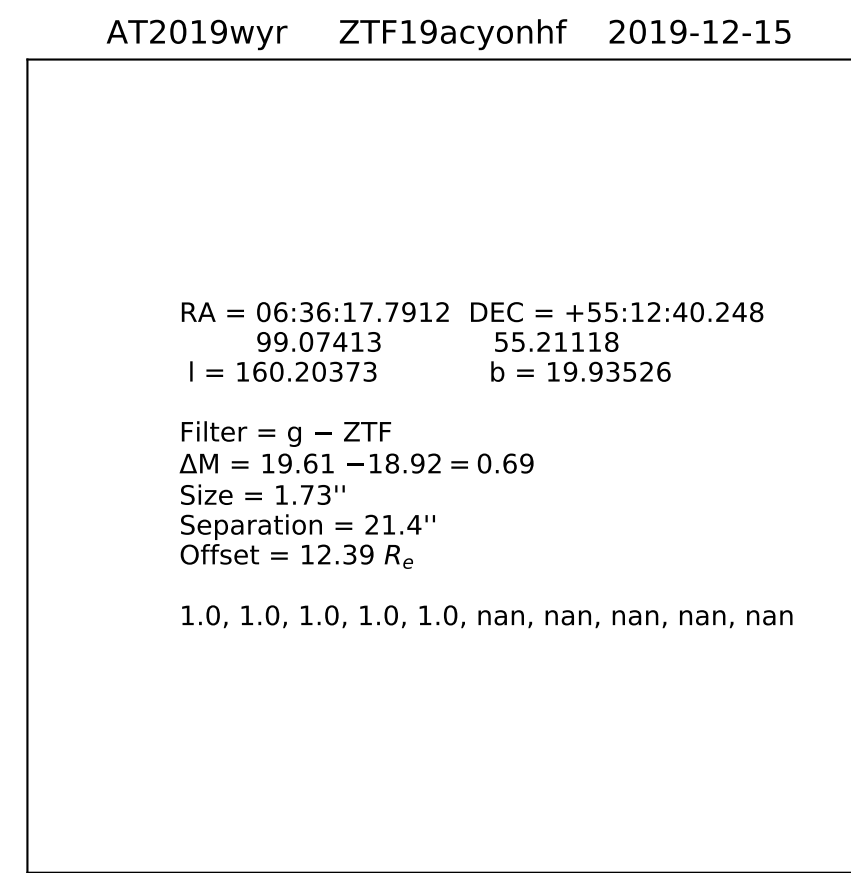 AT2019wyr ZTF19acyonhf 2019-12-15
RA = 06:36:17.7912 DEC = +55:12:40.248
99.07413 55.21118
l = 160.20373 b = 19.93526
Filter = g − ZTF
ΔM = 19.61 −18.92 = 0.69
Size = 1.73''
Separation = 21.4''
Offset = 12.39 Rₑ
1.0, 1.0, 1.0, 1.0, 1.0, nan, nan, nan, nan, nan